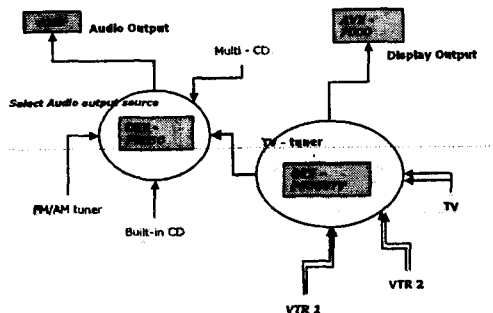 Audio Output
Multi - CD
Display Output
Select Audio output source
TV - tuner
FM/AM tuner
Built-in CD
TV
VTR 2
VTR 1